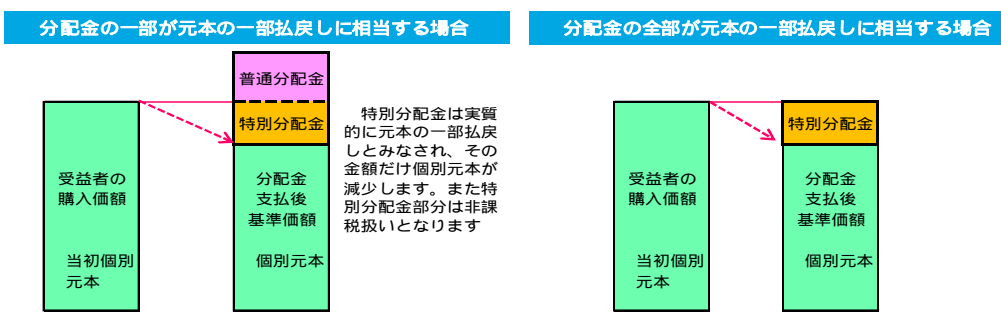 分配金の一部が元本の一部払戻しに相当する場合
普通分配金
特別分配金
受益者の
購入価額
当初個別
元本
分配金
支払後
基準価額
個別元本
特別分配金は実質
的に元本の一部払戻
しとみなされ、その
金額だけ個別元本が
減少します。また特
別分配金部分は非課
税扱いとなります
分配金の全部が元本の一部払戻しに相当する場合
特別分配金
受益者の
購入価額
当初個別
元本
分配金
支払後
基準価額
個別元本